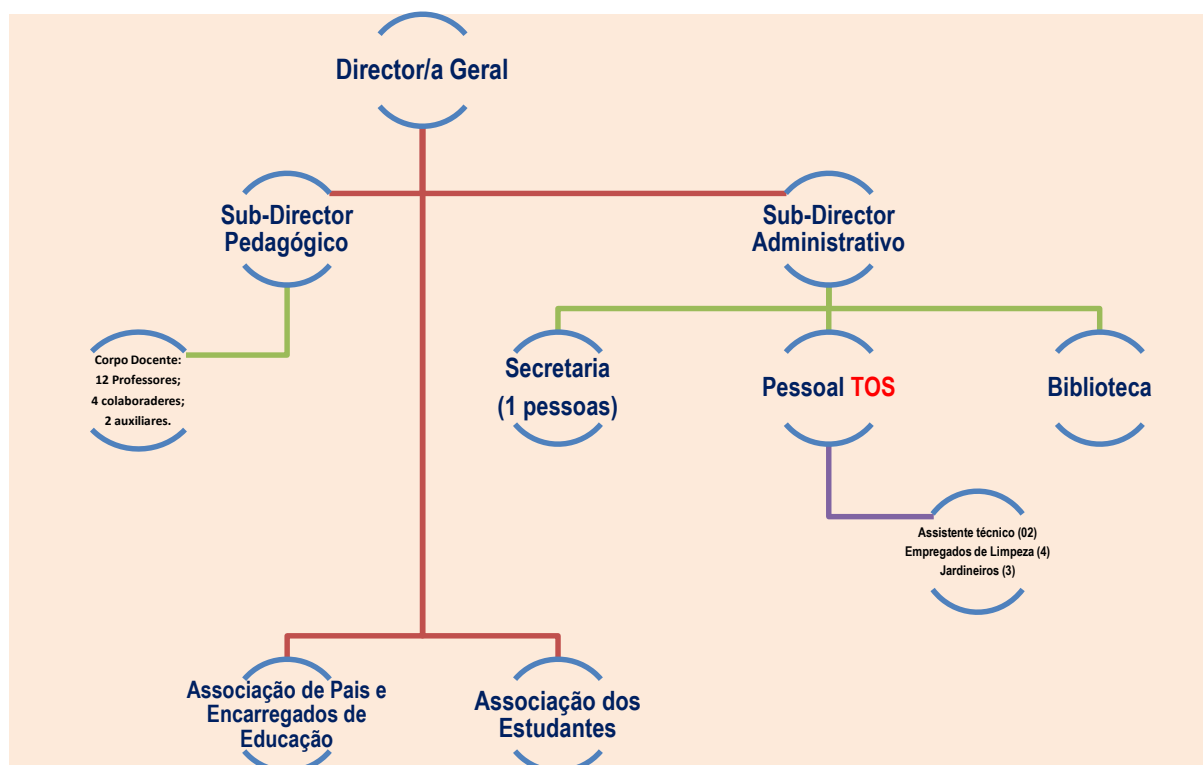 Director/a Geral
Sub-Director
Pedagógico
Sub-Director
Administrativo
Corpo Docente:
12 Professores;
4 colaboraderes;
2 auxiliares.
Secretaria
(1 pessoas)
Pessoal TOS
Biblioteca
Assistente técnico (02)
Empregados de Limpeza (4)
Jardineiros (3)
Associação de Pais e
Encarregados de
Educação
Associação dos
Estudantes